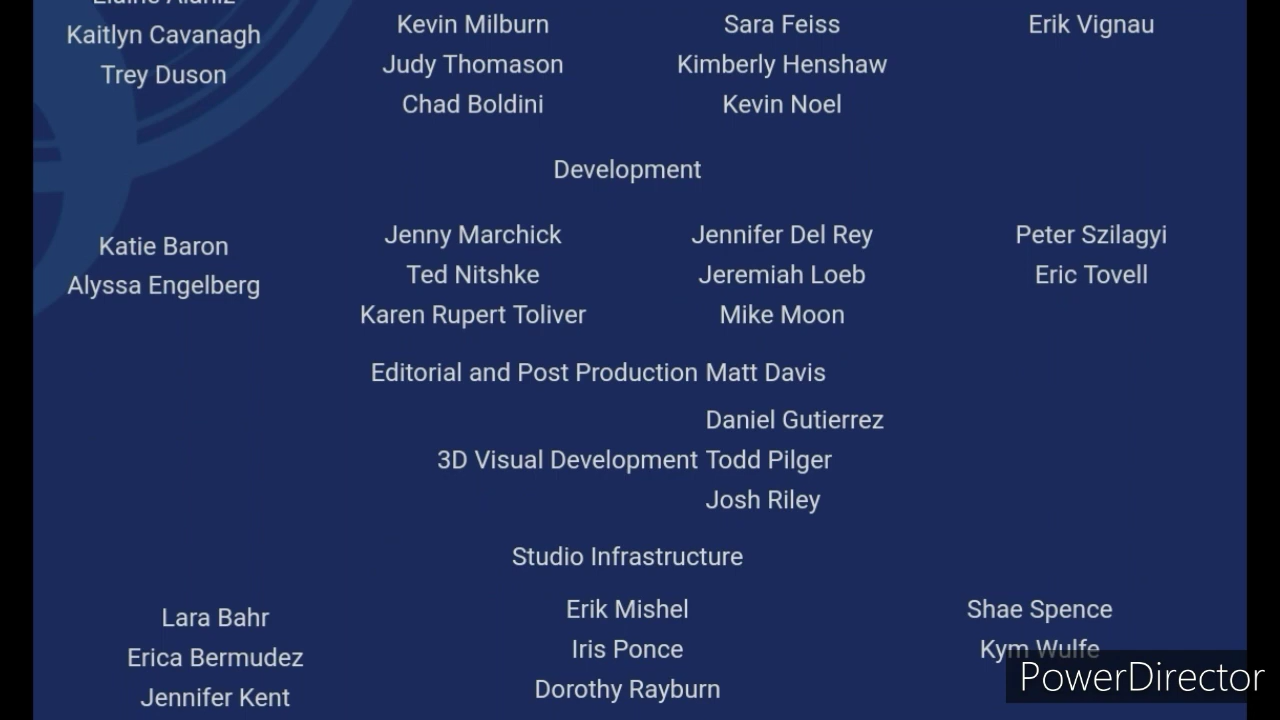 Kaitlyn Cavanagh
Trey Duson
Kevin Milburn
Judy Thomason
Chad Boldini
Sara Feiss
Kimberly Henshaw
Kevin Noel
Erik Vignau
Development
Katie Baron
Alyssa Engelberg
Jenny Marchick
Ted Nitshke
Karen Rupert Toliver
Jennifer Del Rey
Jeremiah Loeb
Mike Moon
Peter Szilagyi
Eric Tovell
Editorial and Post Production Matt Davis
Daniel Gutierrez
3D Visual Development Todd Pilger
Josh Riley
Studio Infrastructure
Lara Bahr
Erica Bermudez
Jennifer Kent
Erik Mishel
Iris Ponce
Dorothy Rayburn
Shae Spence
Kym Wulfe
PowerDirector